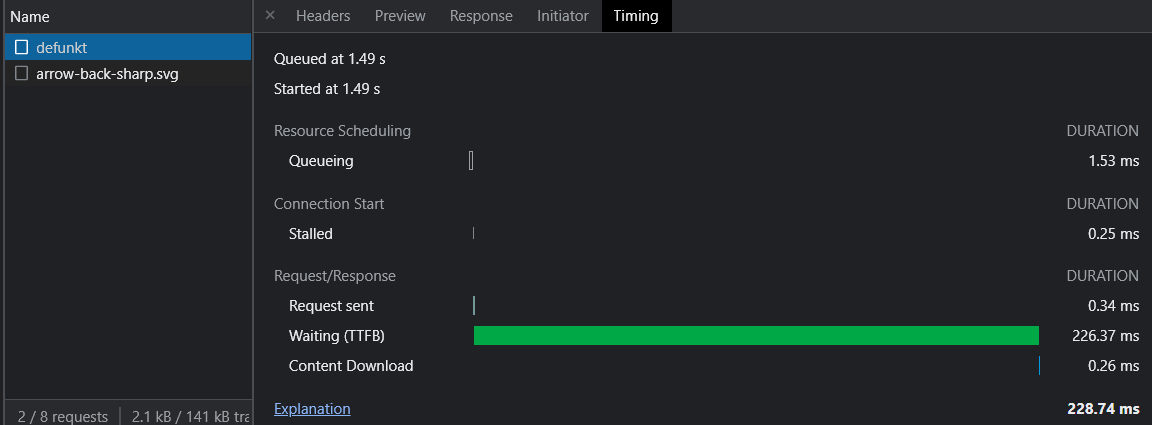 Name
× Headers Preview Response Initiator Timing
defunkt
arrow-back-sharp.svg
Queued at 1.49 s
Started at 1.49 s
Resource Scheduling DURATION
Queueing 1.53 ms
Connection Start DURATION
Stalled 0.25 ms
Request/Response DURATION
Request sent 0.34 ms
Waiting (TTFB) 226.37 ms
Content Download 0.26 ms
Explanation 228.74 ms
2 / 8 requests 2.1 kB / 141 kB tra